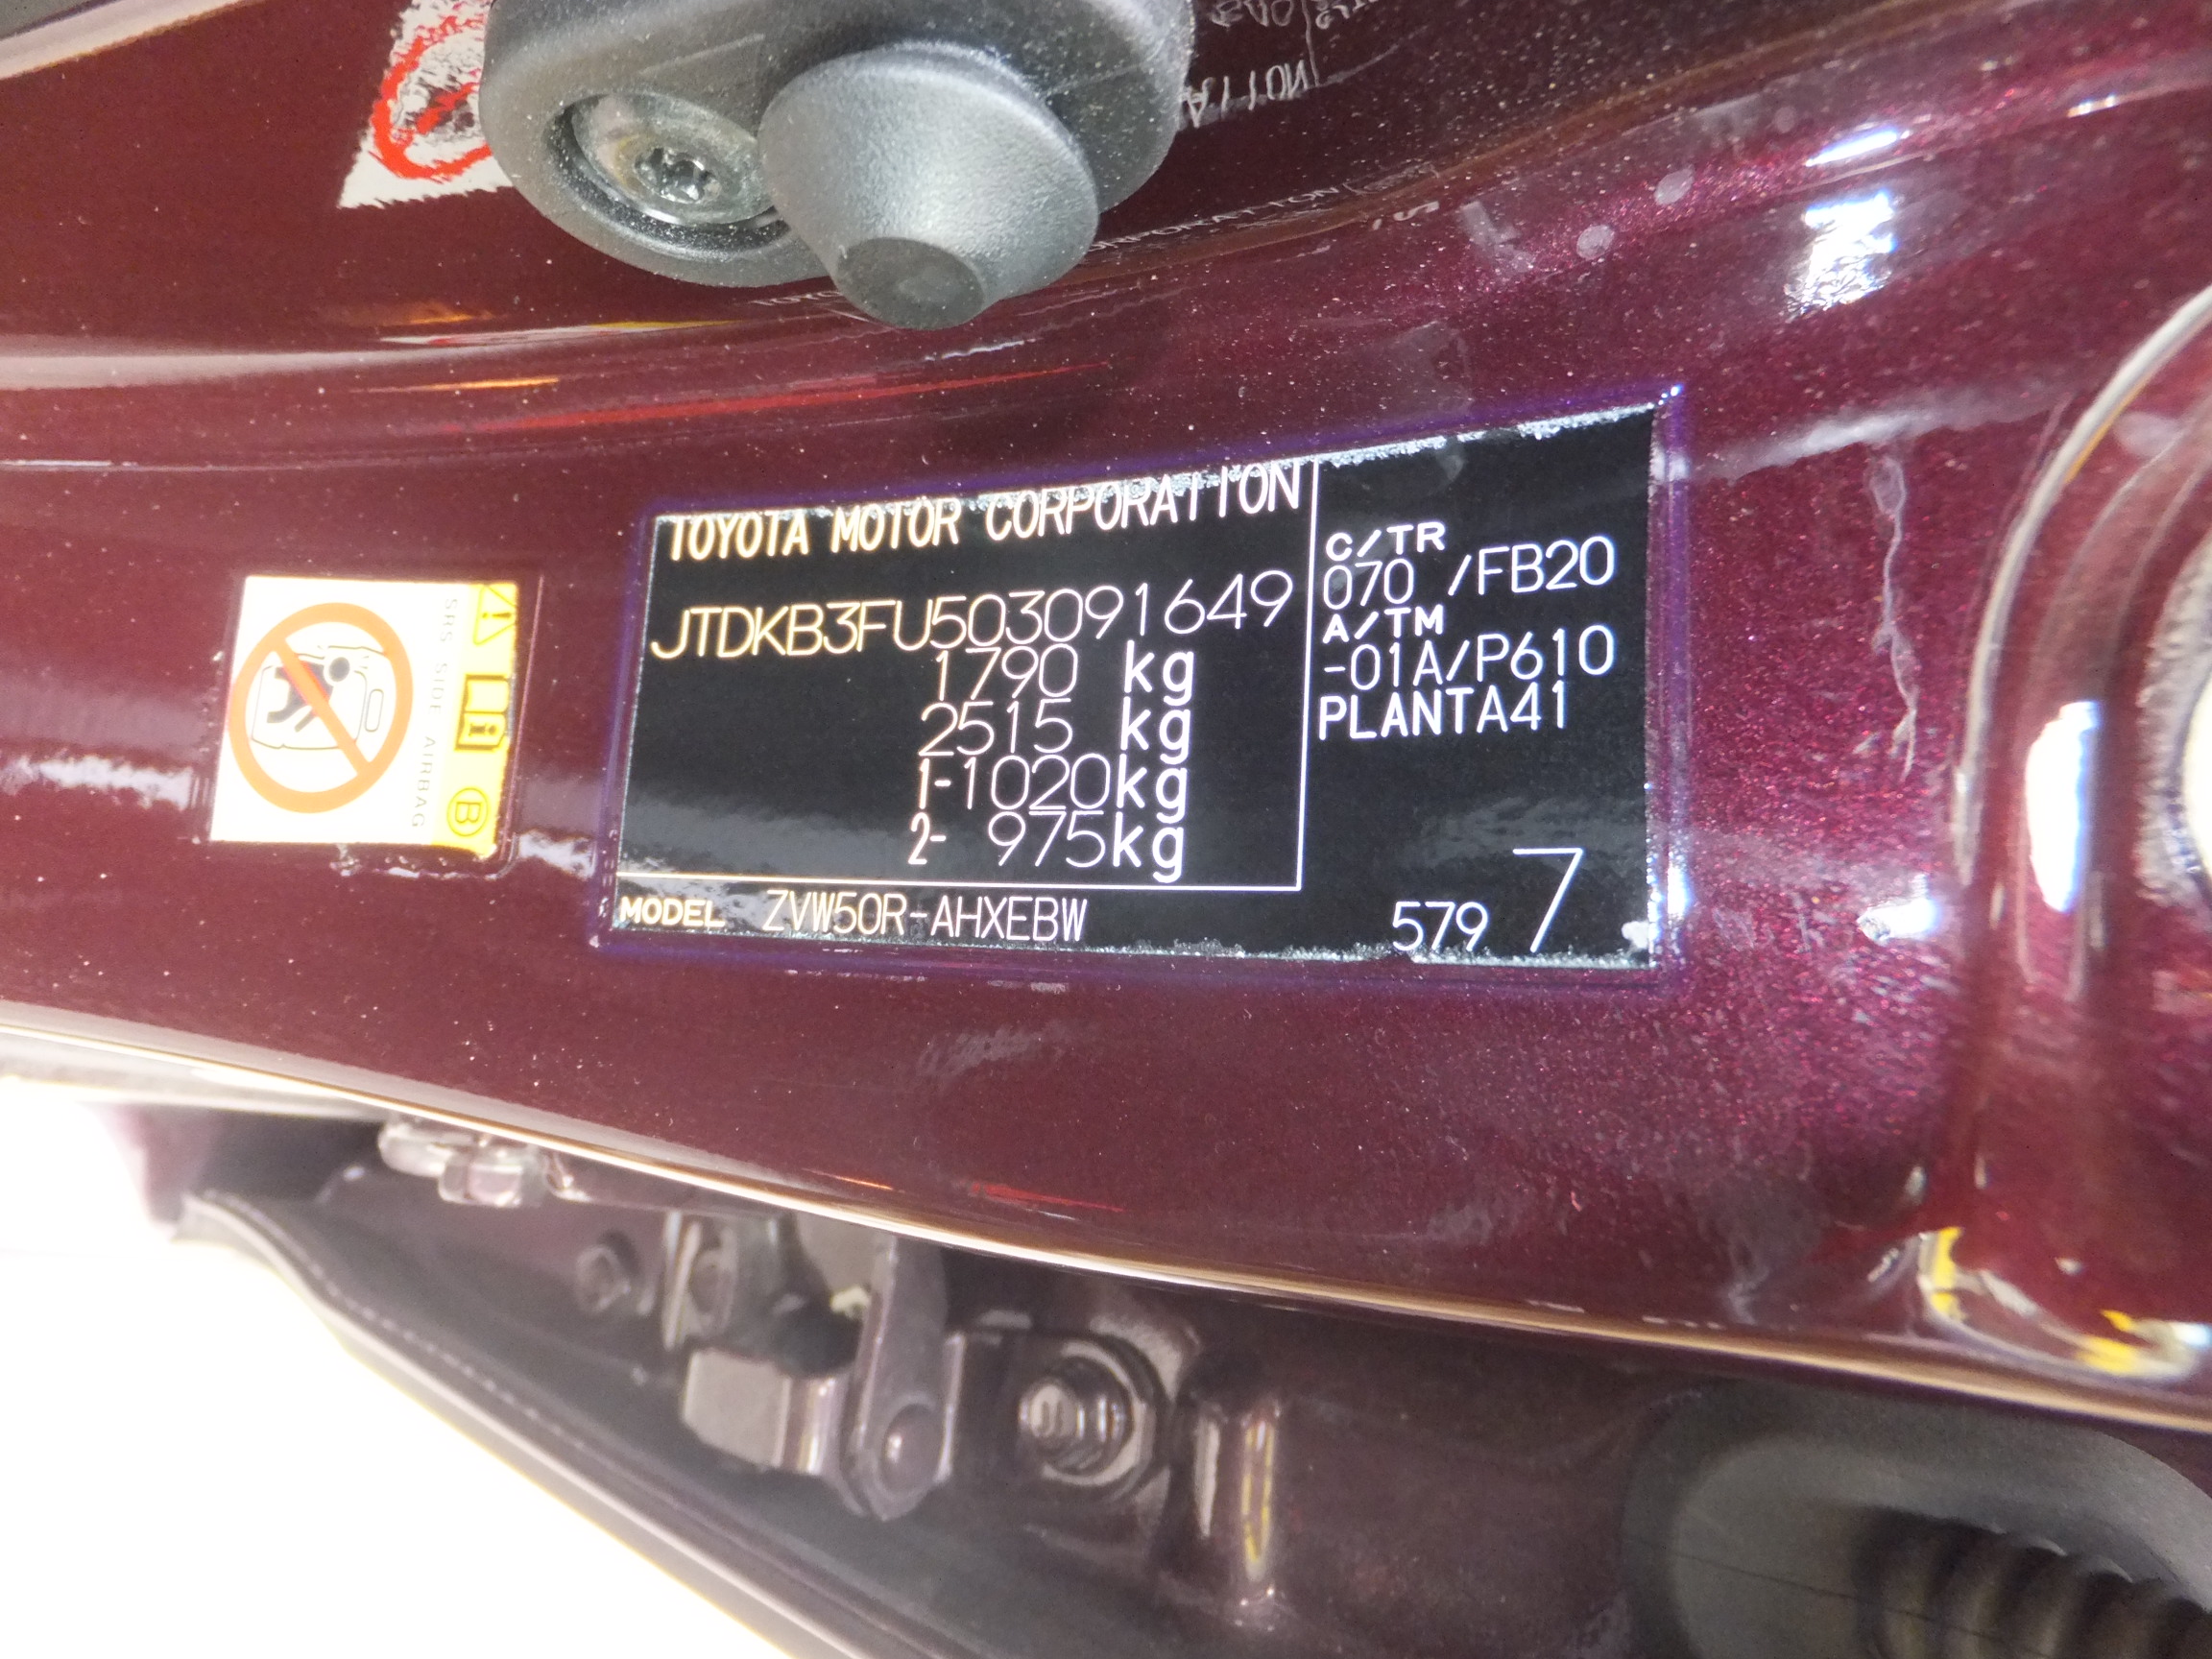 TOYOTA MOTOR CORPORATION
JTDKB3FU503091649
1790 kg
2515 kg
1-1020kg
2- 975kg
MODEL ZVW50R-AHXEBW
C/TR
070 /FB20
A/TM
-01A/P610
PLANTA41
579 7
SRS SIDE AIRBAG
B